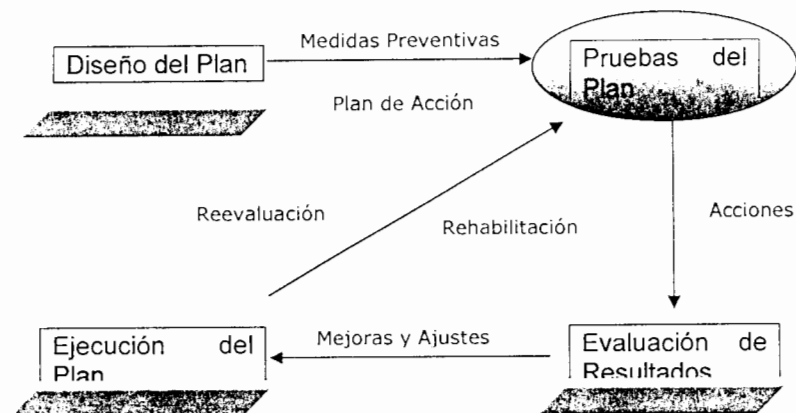 Medidas Preventivas
Diseño del Plan
Pruebas del
Plan
Plan de Acción
Reevaluación
Rehabilitación
Acciones
Ejecución del
Plan
Mejoras y Ajustes
Evaluación de
Resultados